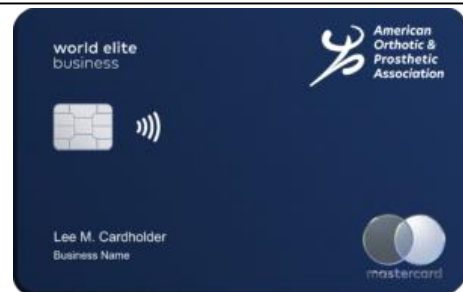 world elite
business
American
Orthotic &
Prosthetic
Association
Lee M. Cardholder
Business Name
mastercard